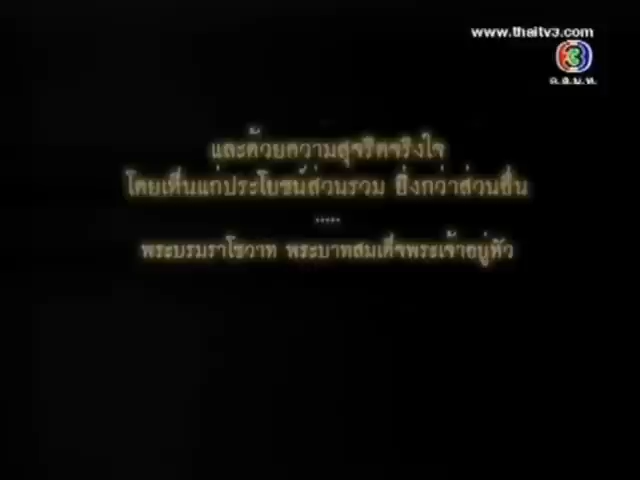 www.thaitv3.com
3
อ.ส.ม.ท.
และด้วยความสุจริตจริงใจ
โดยเห็นแก่ประโยชน์ส่วนรวม ยิ่งกว่าส่วนอื่น
.....
พระบรมราโชวาท พระบาทสมเด็จพระเจ้าอยู่หัว